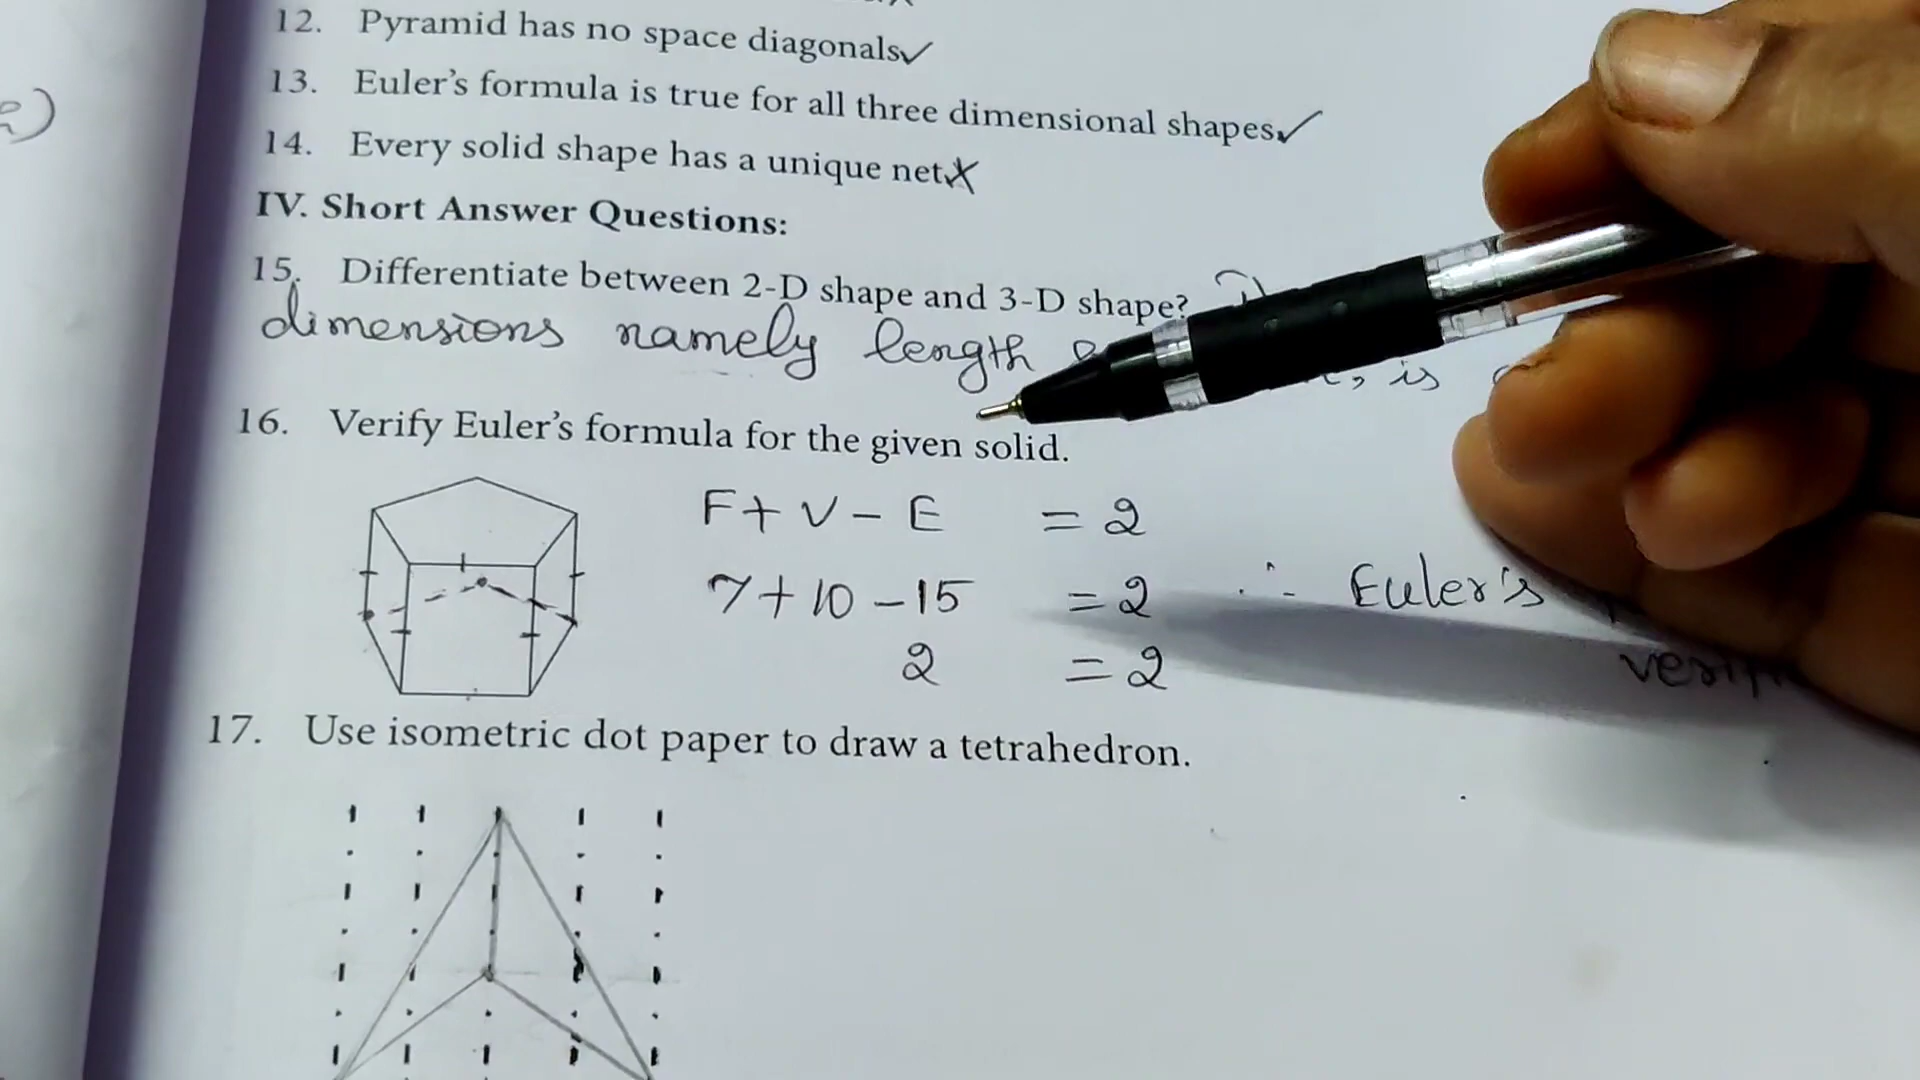 12. Pyramid has no space diagonals✓
13. Euler's formula is true for all three dimensional shapes✓
14. Every solid shape has a unique net.✗
IV. Short Answer Questions:
15. Differentiate between 2-D shape and 3-D shape?
dimensions namely length is
16. Verify Euler's formula for the given solid.
F + V - E = 2
7 + 10 - 15 = 2 ∴ Euler's
2 = 2
17. Use isometric dot paper to draw a tetrahedron.